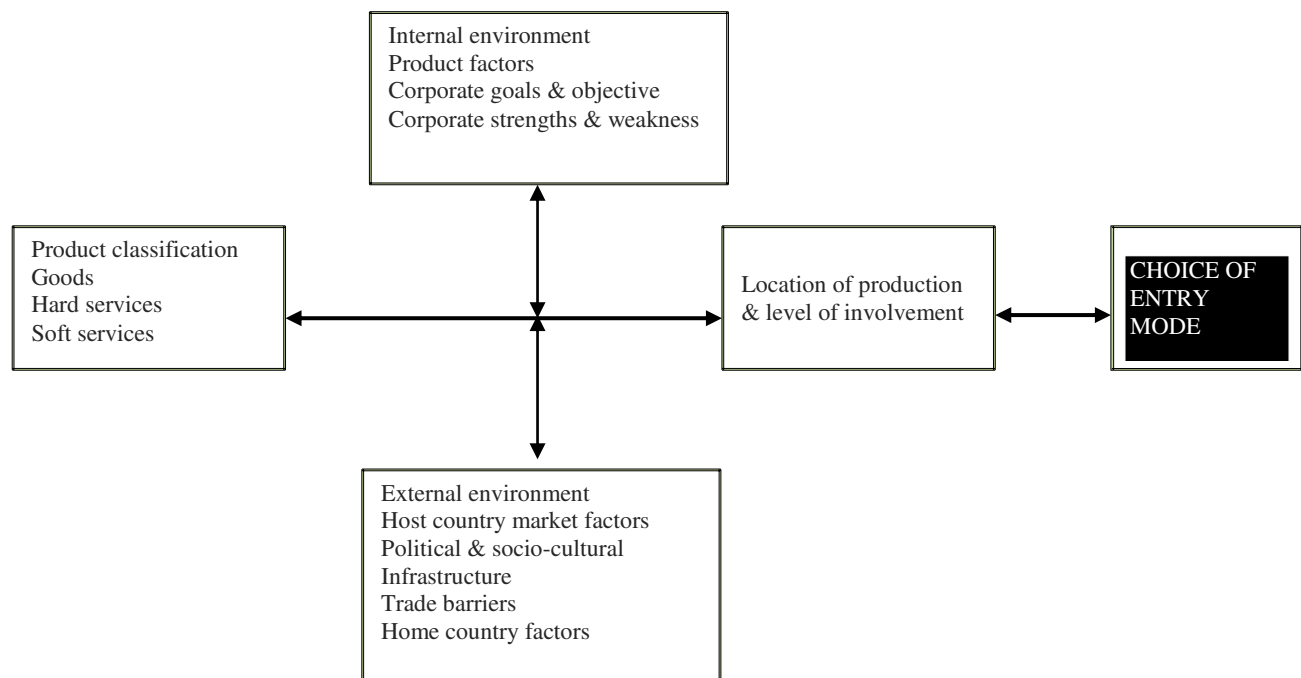 Internal environment
Product factors
Corporate goals & objective
Corporate strengths & weakness
Product classification
Goods
Hard services
Soft services
Location of production
& level of involvement
CHOICE OF
ENTRY
MODE
External environment
Host country market factors
Political & socio-cultural
Infrastructure
Trade barriers
Home country factors